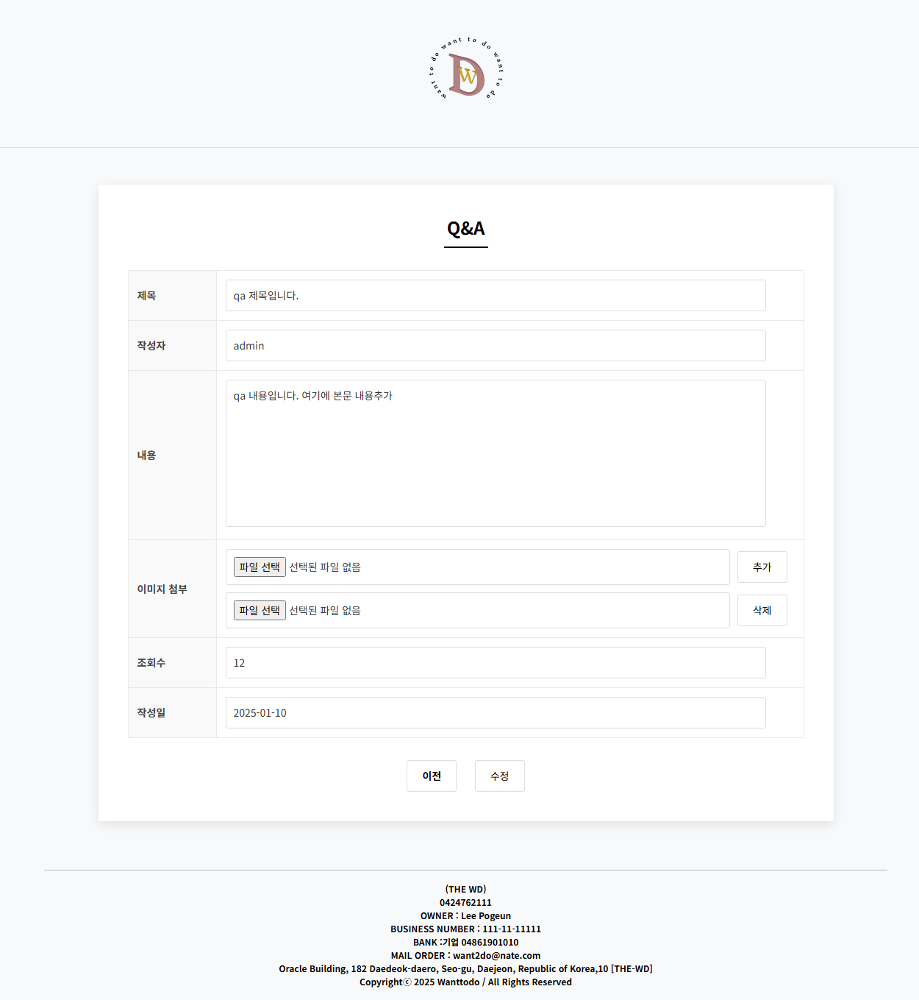 want to do want to do want to do
D
W
Q&A
제목
qa 제목입니다.
작성자
admin
내용
qa 내용입니다. 여기에 본문 내용추가
이미지 첨부
파일 선택 선택된 파일 없음
추가
파일 선택 선택된 파일 없음
삭제
조회수
12
작성일
2025-01-10
이전
수정
(THE WD)
0424762111
OWNER : Lee Pogeun
BUSINESS NUMBER : 111-11-11111
BANK :기업 04861901010
MAIL ORDER : want2do@nate.com
Oracle Building, 182 Daedeok-daero, Seo-gu, Daejeon, Republic of Korea,10 [THE-WD]
Copyrightⓒ 2025 Wanttodo / All Rights Reserved